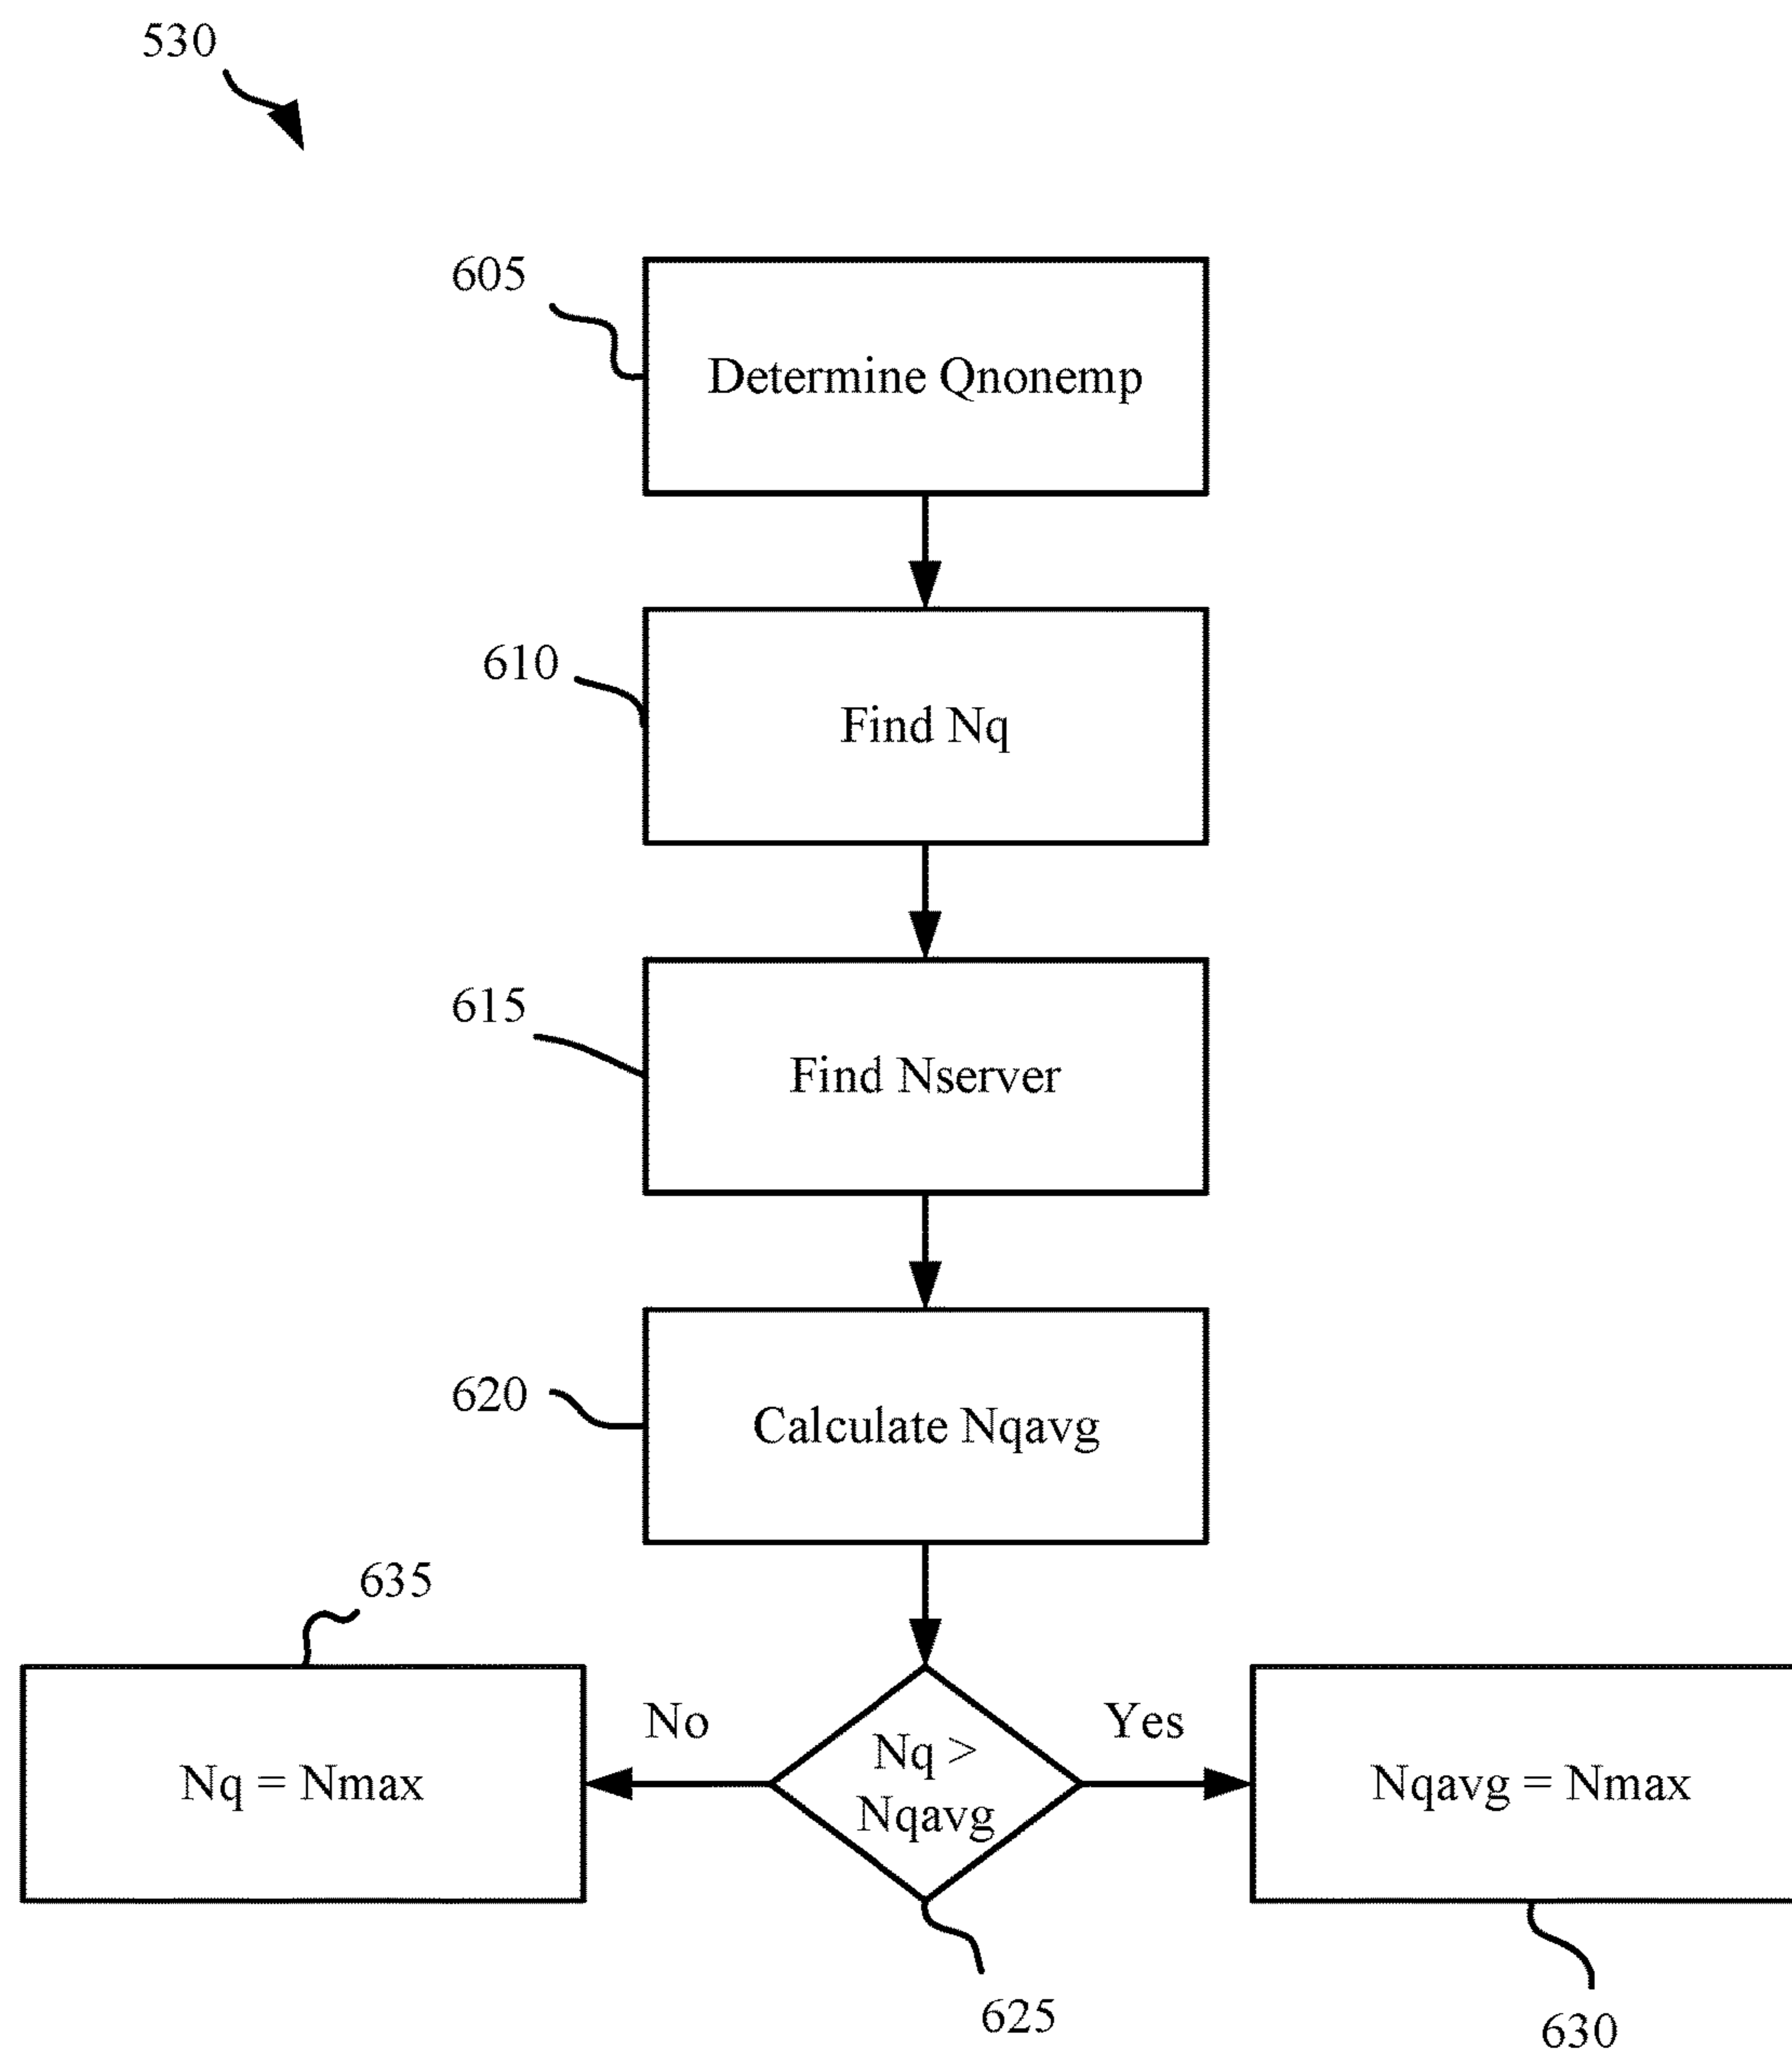 530
605
Determine Qnonemp
610
Find Nq
615
Find Nserver
620
Calculate Nqavg
635
No
Yes
Nq >
Nqavg
Nq = Nmax
Nqavg = Nmax
625
630